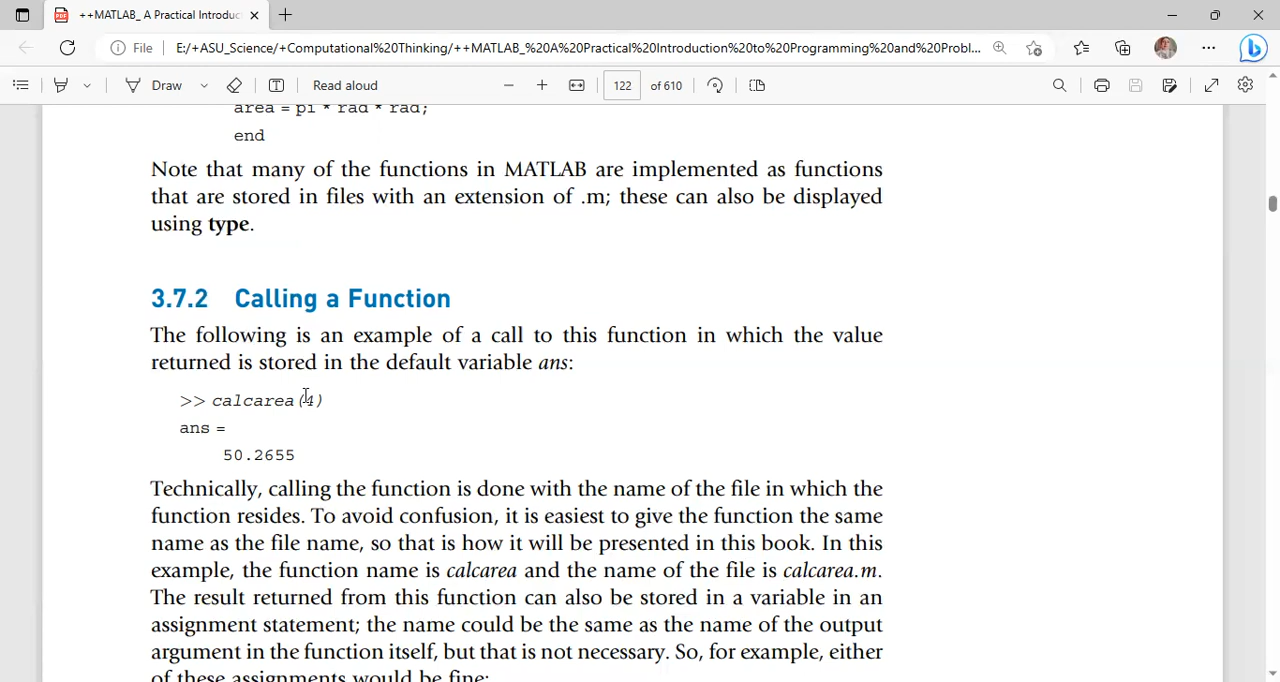 ++MATLAB_ A Practical Introduc
File
E:/+ASU_Science/+Computational%20Thinking/++MATLAB_%20A%20Practical%20Introduction%20to%20Programming%20and%20Probl...
Draw
Read aloud
122
of 610
area = pi * rad * rad;
end
Note that many of the functions in MATLAB are implemented as functions
that are stored in files with an extension of .m; these can also be displayed
using type.
3.7.2 Calling a Function
The following is an example of a call to this function in which the value
returned is stored in the default variable ans:
>> calcarea(4)
ans =
50.2655
Technically, calling the function is done with the name of the file in which the
function resides. To avoid confusion, it is easiest to give the function the same
name as the file name, so that is how it will be presented in this book. In this
example, the function name is calcarea and the name of the file is calcarea.m.
The result returned from this function can also be stored in a variable in an
assignment statement; the name could be the same as the name of the output
argument in the function itself, but that is not necessary. So, for example, either
of these assignments would be fine: